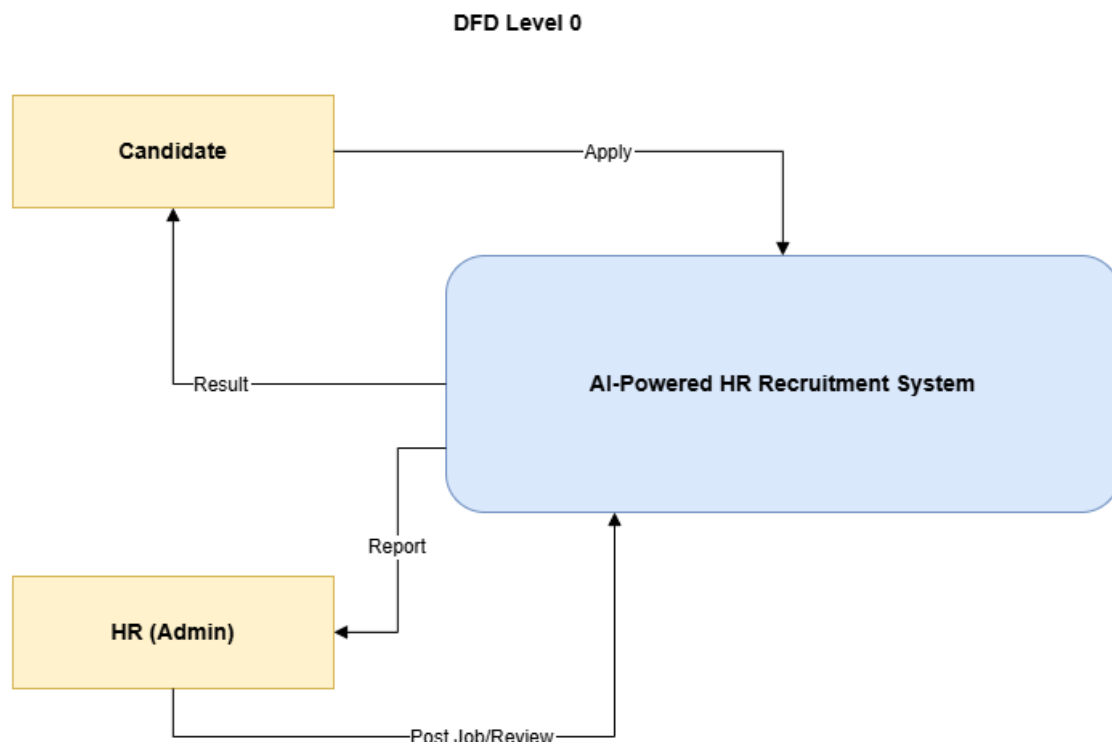 DFD Level 0
Candidate
Apply
AI-Powered HR Recruitment System
Result
Report
HR (Admin)
Post Job/Review